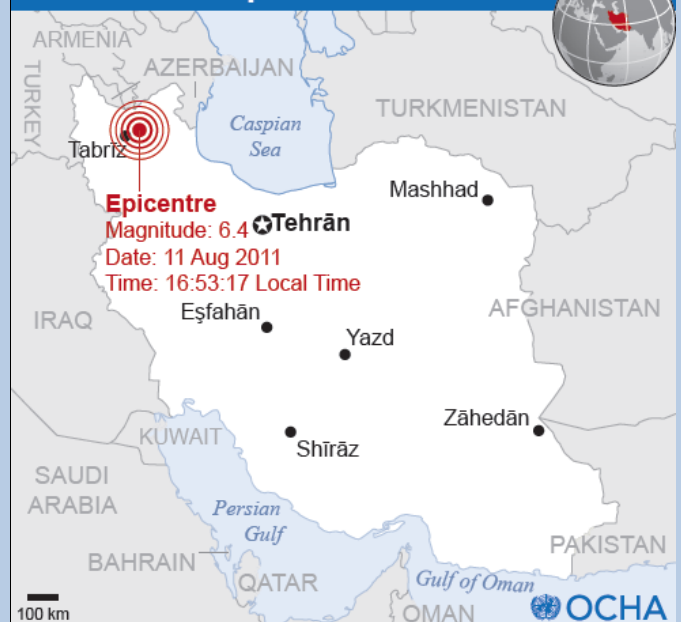 ARMENIA
AZERBAIJAN
TURKEY
TURKMENISTAN
Caspian
Sea
Tabrīz
Mashhad
Epicentre
Magnitude: 6.4
Date: 11 Aug 2011
Time: 16:53:17 Local Time
Tehrān
IRAQ
Eşfahān
AFGHANISTAN
Yazd
Zāhedān
KUWAIT
Shīrāz
SAUDI
ARABIA
Persian
Gulf
PAKISTAN
BAHRAIN
QATAR
Gulf of Oman
OMAN
100 km
OCHA